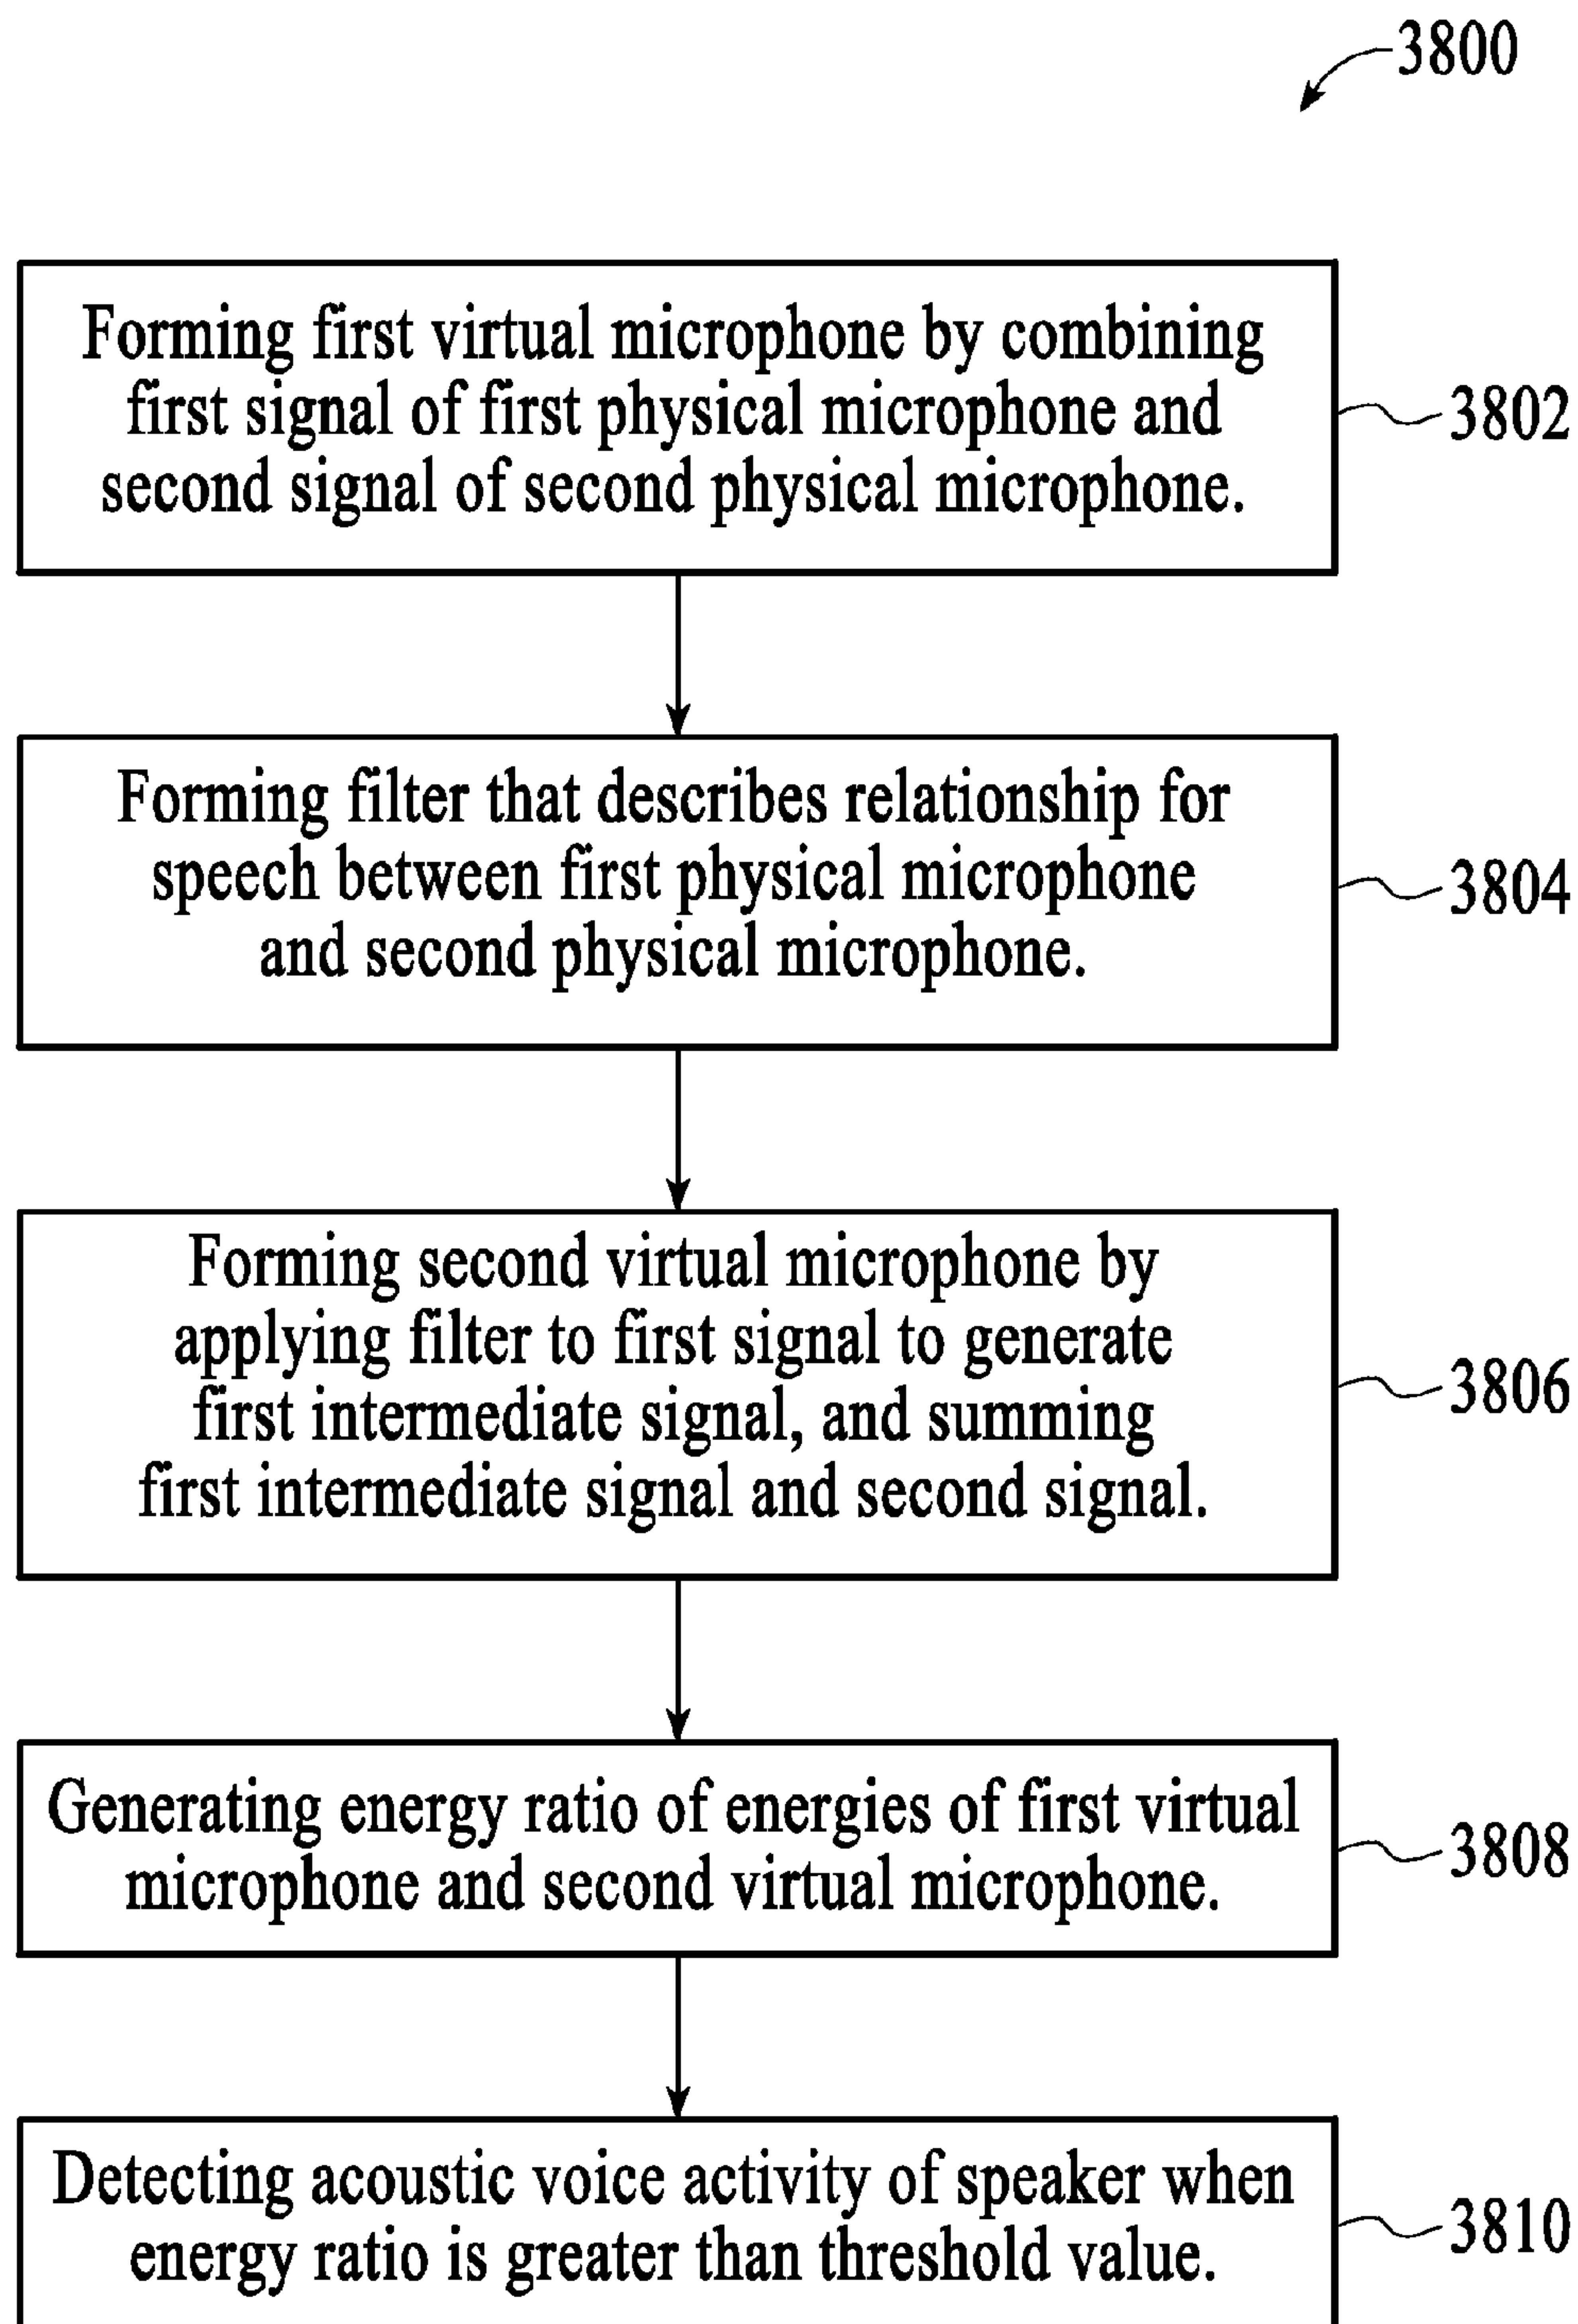 3800
Forming first virtual microphone by combining
first signal of first physical microphone and
second signal of second physical microphone.
3802
Forming filter that describes relationship for
speech between first physical microphone
and second physical microphone.
3804
Forming second virtual microphone by
applying filter to first signal to generate
first intermediate signal, and summing
first intermediate signal and second signal.
3806
Generating energy ratio of energies of first virtual
microphone and second virtual microphone.
3808
Detecting acoustic voice activity of speaker when
energy ratio is greater than threshold value.
3810